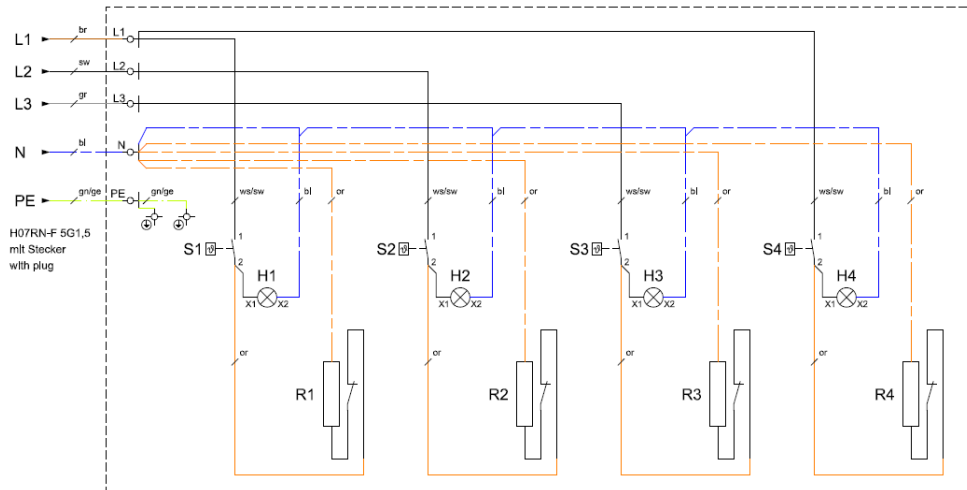 L1 br L1
L2 sw L2
L3 gr L3
N bl N
PE gn/ge PE gn/ge
H07RN-F 5G1,5
mit Stecker
with plug
ws/sw bl or ws/sw bl or ws/sw bl or ws/sw bl or
S1 1 S2 1 S3 1 S4 1
2 2 2 2
H1 H2 H3 H4
X1 X2 X1 X2 X1 X2 X1 X2
or or or or
R1 R2 R3 R4